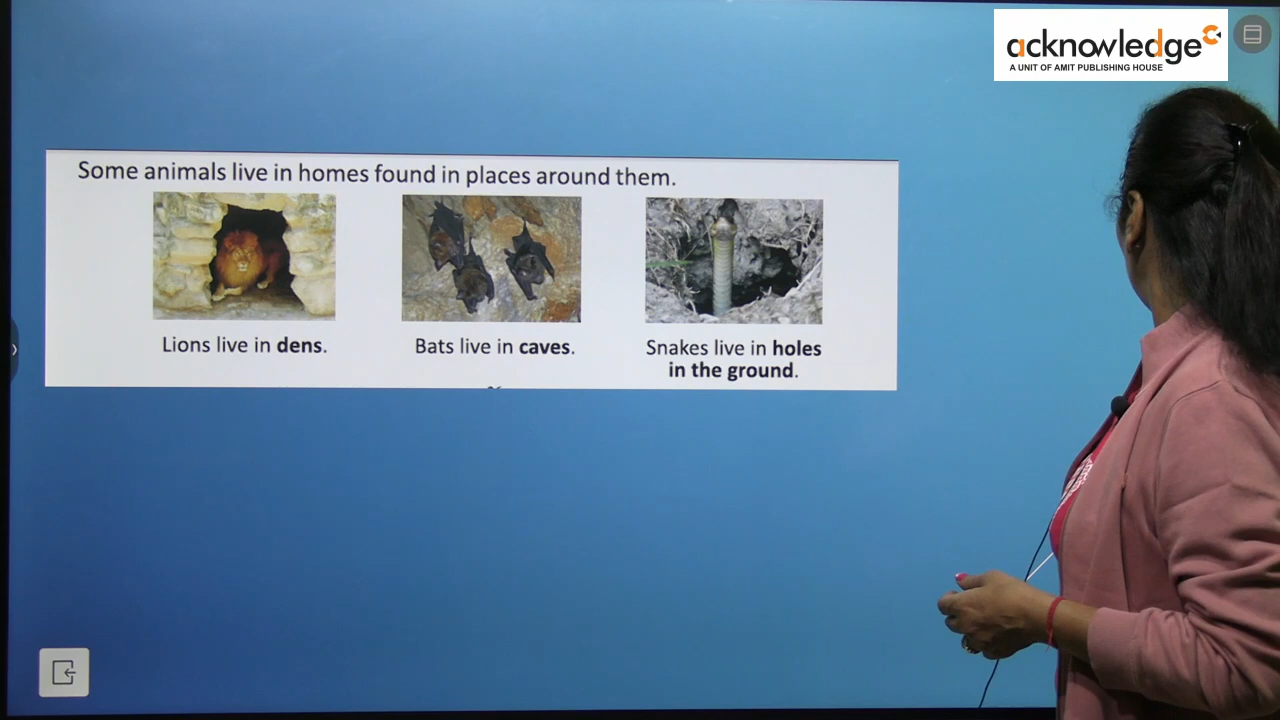 acknowledge
A UNIT OF AMIT PUBLISHING HOUSE
Some animals live in homes found in places around them.
Lions live in dens.
Bats live in caves.
Snakes live in holes
in the ground.